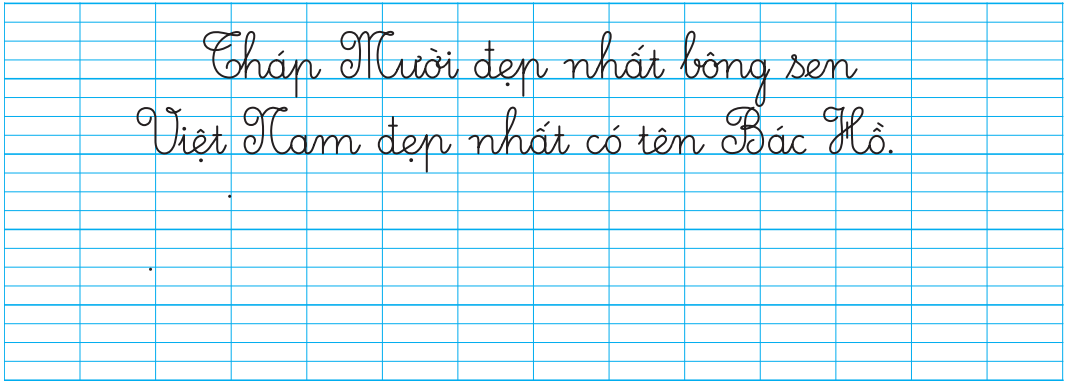 Tháp Mười đẹp nhất bông sen
Việt Nam đẹp nhất có tên Bác Hồ.